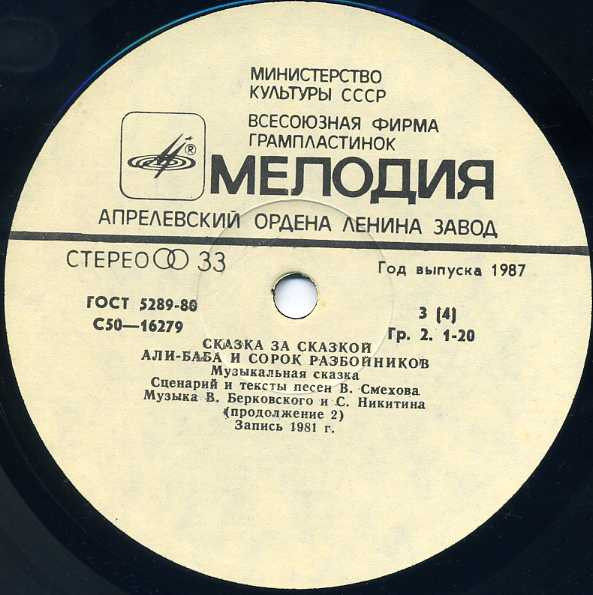 МИНИСТЕРСТВО
КУЛЬТУРЫ СССР
ВСЕСОЮЗНАЯ ФИРМА
ГРАМПЛАСТИНОК
®
МЕЛОДИЯ
АПРЕЛЕВСКИЙ ОРДЕНА ЛЕНИНА ЗАВОД
СТЕРЕО 33
Год выпуска 1987
ГОСТ 5289-80
С50—16279
3 (4)
Гр. 2. 1-20
СКАЗКА ЗА СКАЗКОЙ
АЛИ-БАБА И СОРОК РАЗБОЙНИКОВ
Музыкальная сказка
Сценарий и тексты песен В. Смехова
Музыка В. Берковского и С. Никитина
(продолжение 2)
Запись 1981 г.